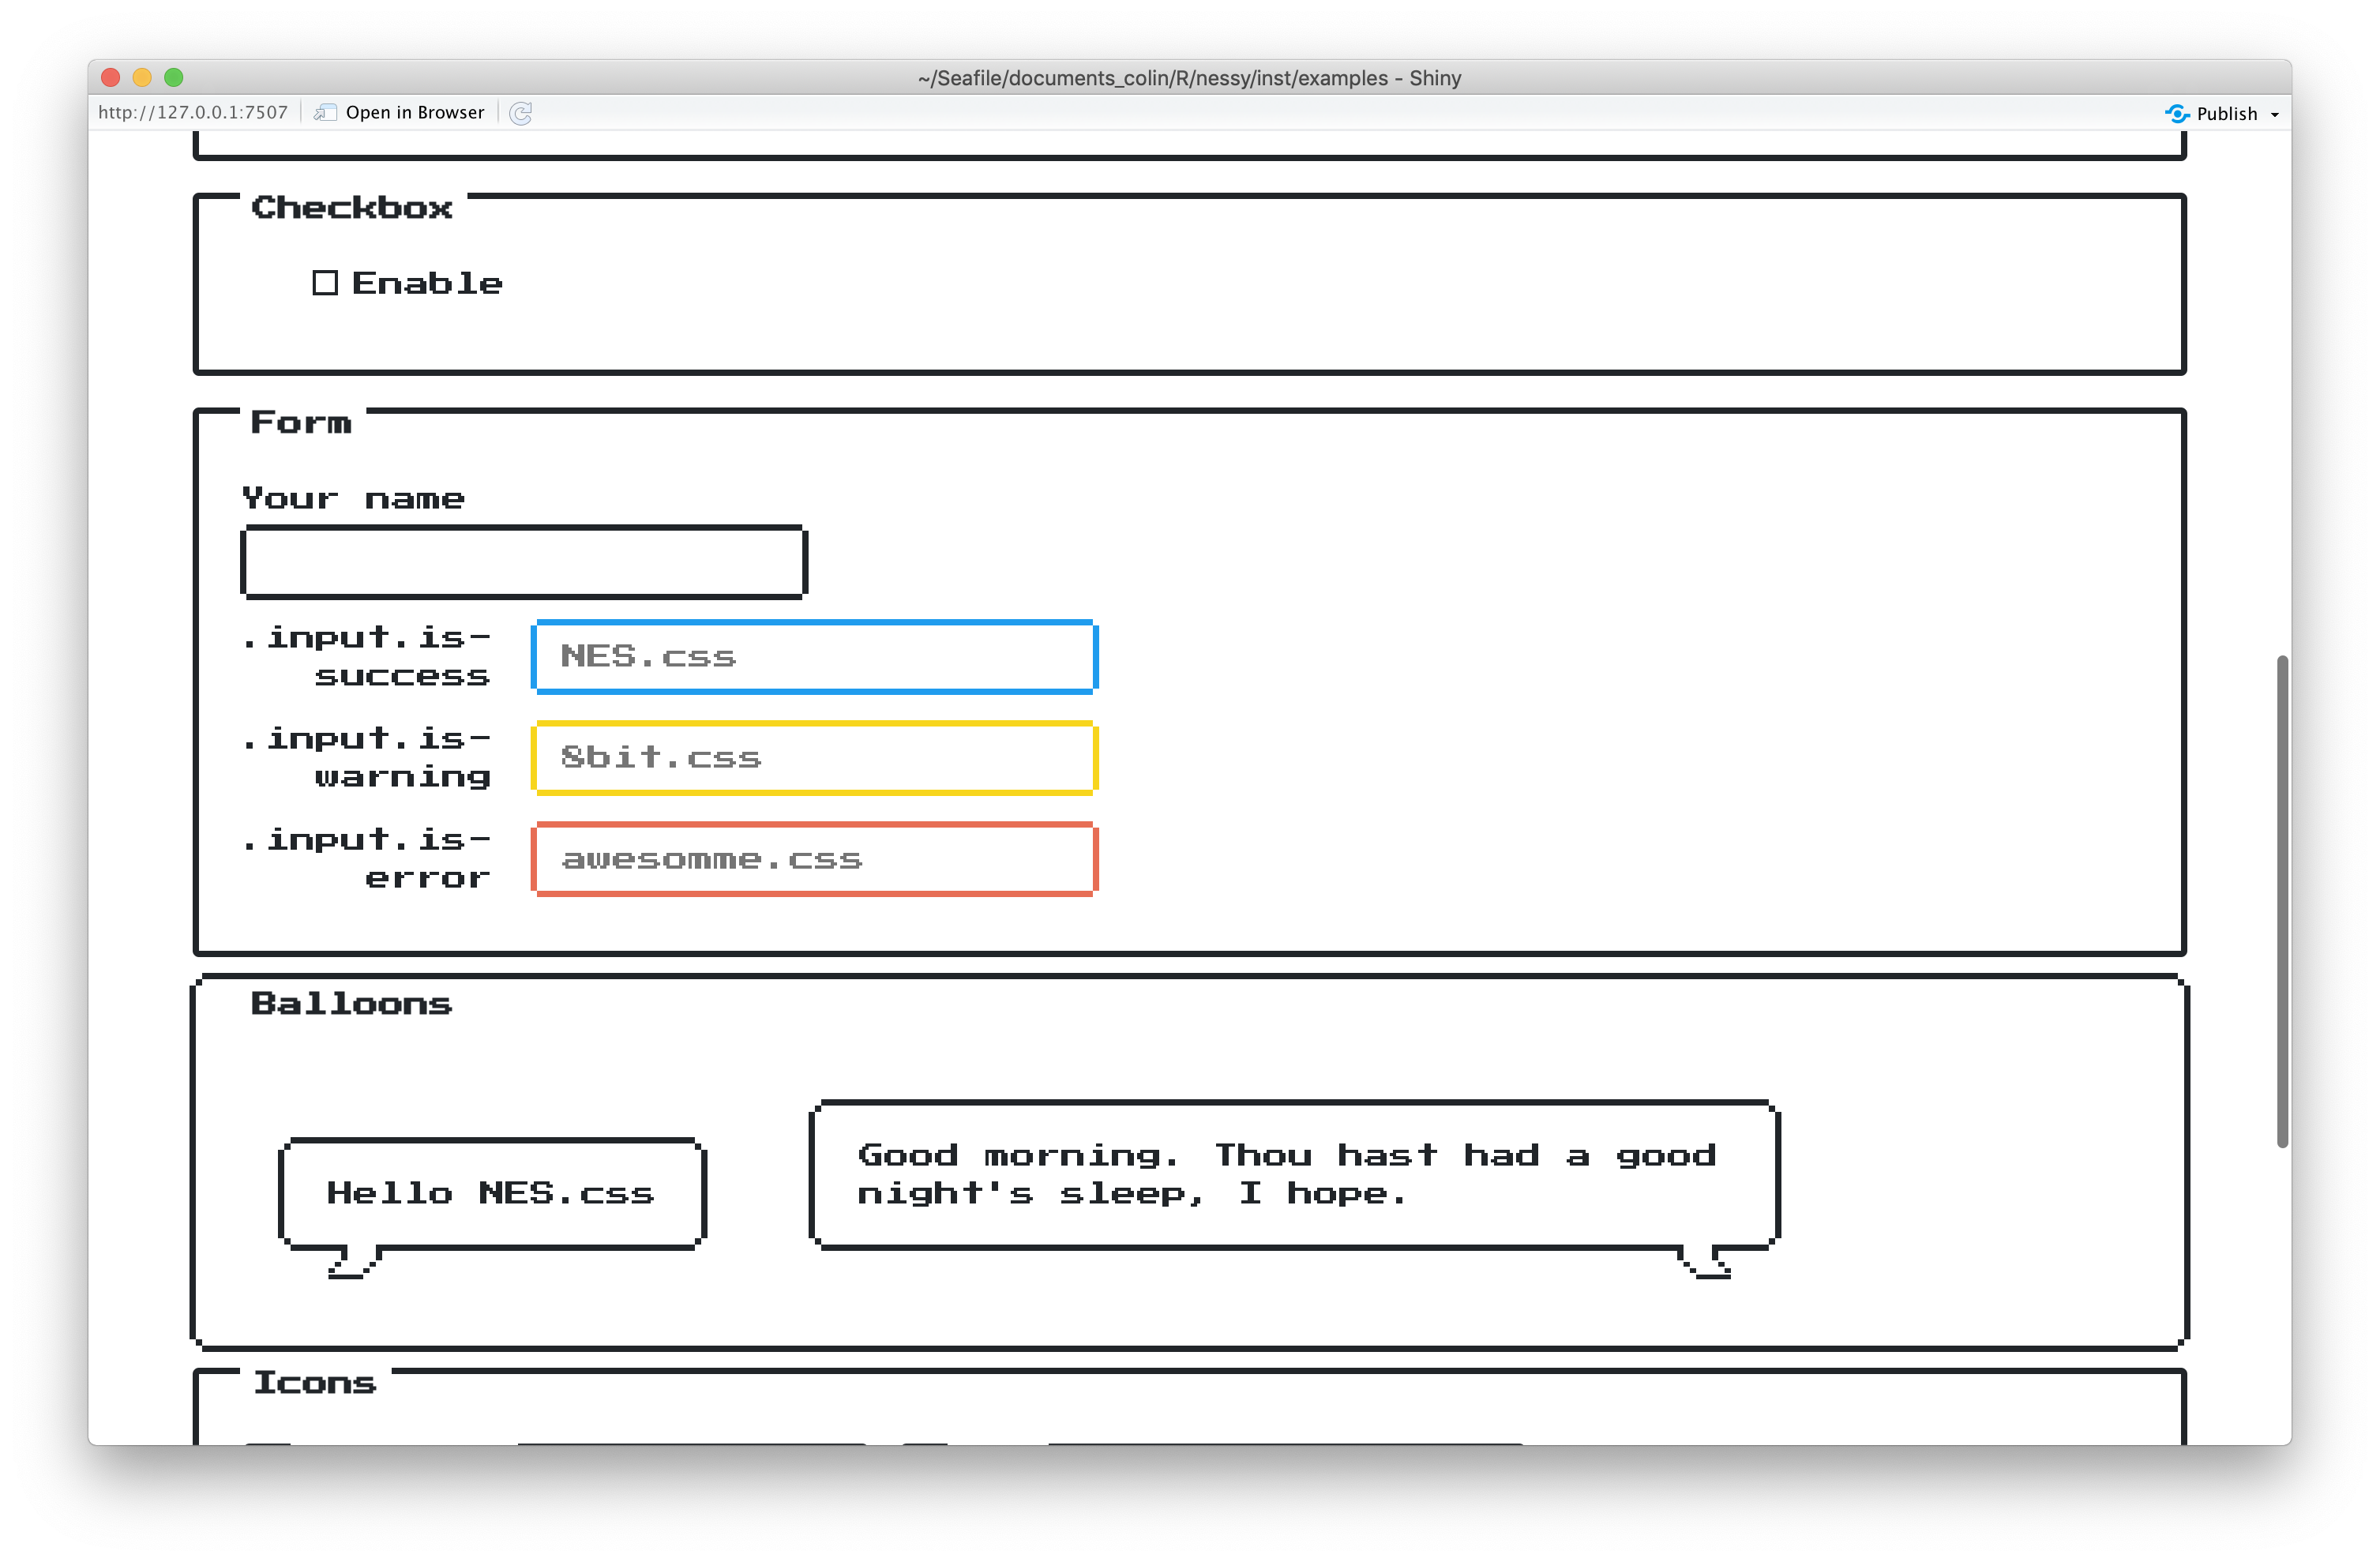 ~/Seafile/documents_colin/R/nessy/inst/examples - Shiny
http://127.0.0.1:7507 Open in Browser Publish
Checkbox
Enable
Form
Your name
.input.is-
success
NES.css
.input.is-
warning
8bit.css
.input.is-
error
awesomme.css
Balloons
Good morning. Thou hast had a good
night's sleep, I hope.
Hello NES.css
Icons